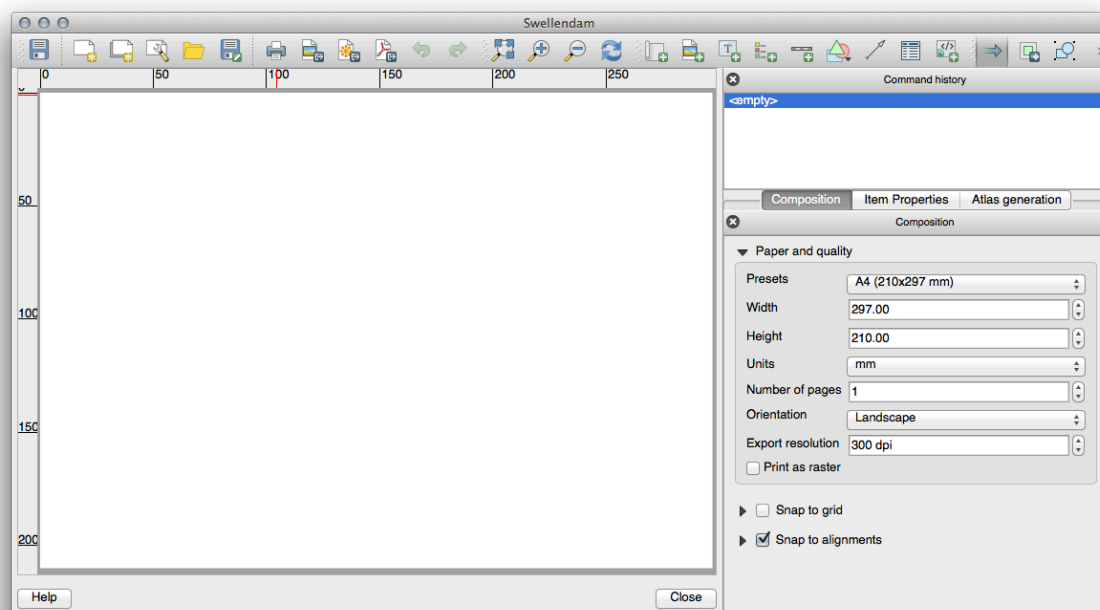 Swellendam
T
</>
0 50 100 150 200 250
Command history
<empty>
50
100
150
200
Composition Item Properties Atlas generation
Composition
Paper and quality
Presets A4 (210x297 mm)
Width 297.00
Height 210.00
Units mm
Number of pages 1
Orientation Landscape
Export resolution 300 dpi
Print as raster
Snap to grid
Snap to alignments
Help Close